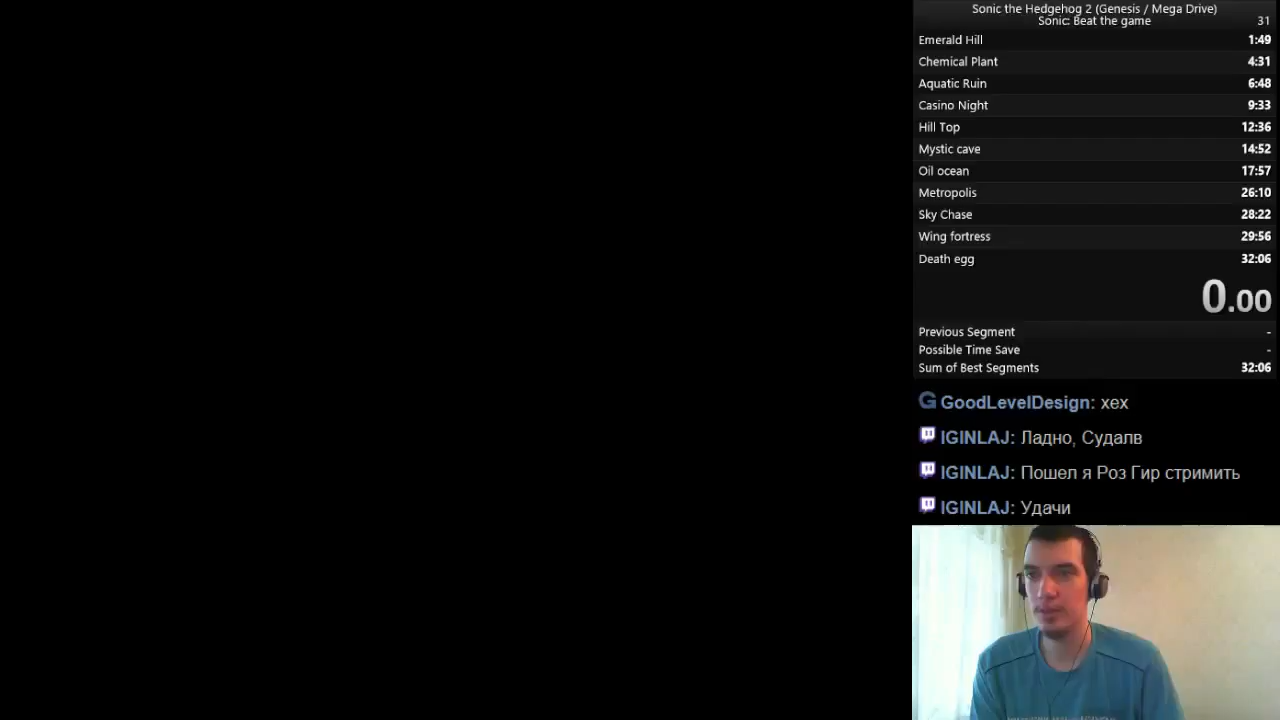 Sonic the Hedgehog 2 (Genesis / Mega Drive)
Sonic: Beat the game 31
Emerald Hill 1:49
Chemical Plant 4:31
Aquatic Ruin 6:48
Casino Night 9:33
Hill Top 12:36
Mystic cave 14:52
Oil ocean 17:57
Metropolis 26:10
Sky Chase 28:22
Wing fortress 29:56
Death egg 32:06
0.00
Previous Segment -
Possible Time Save -
Sum of Best Segments 32:06
GoodLevelDesign: хех
IGINLAJ: Ладно, Судалв
IGINLAJ: Пошел я Роз Гир стримить
IGINLAJ: Удачи